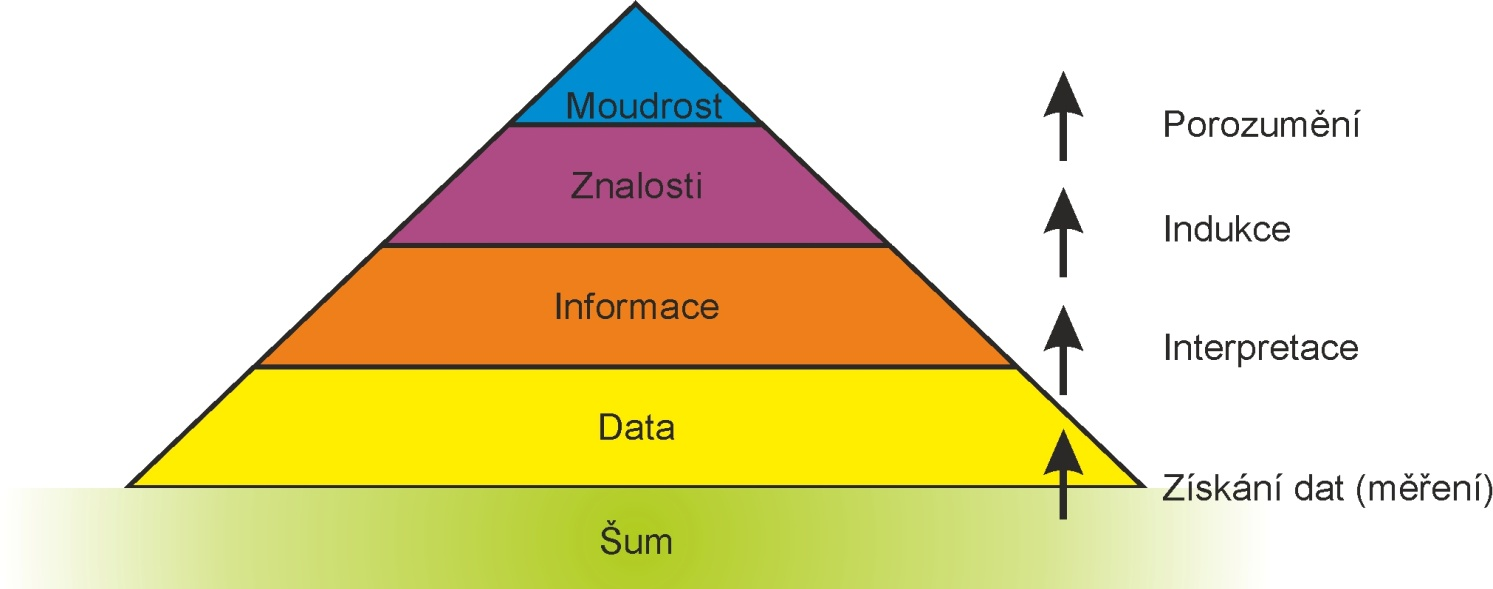 Moudrost
Porozumění
Znalosti
Indukce
Informace
Interpretace
Data
Získání dat (měření)
Šum